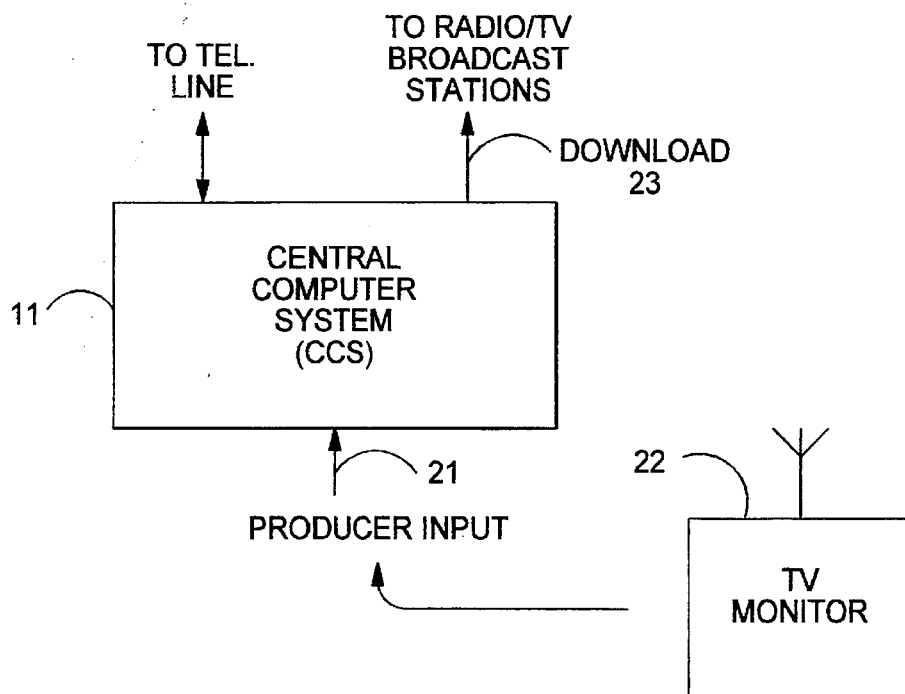 TO TEL.
LINE
TO RADIO/TV
BROADCAST
STATIONS
DOWNLOAD
23
CENTRAL
COMPUTER
SYSTEM
(CCS)
11
21
PRODUCER INPUT
22
TV
MONITOR